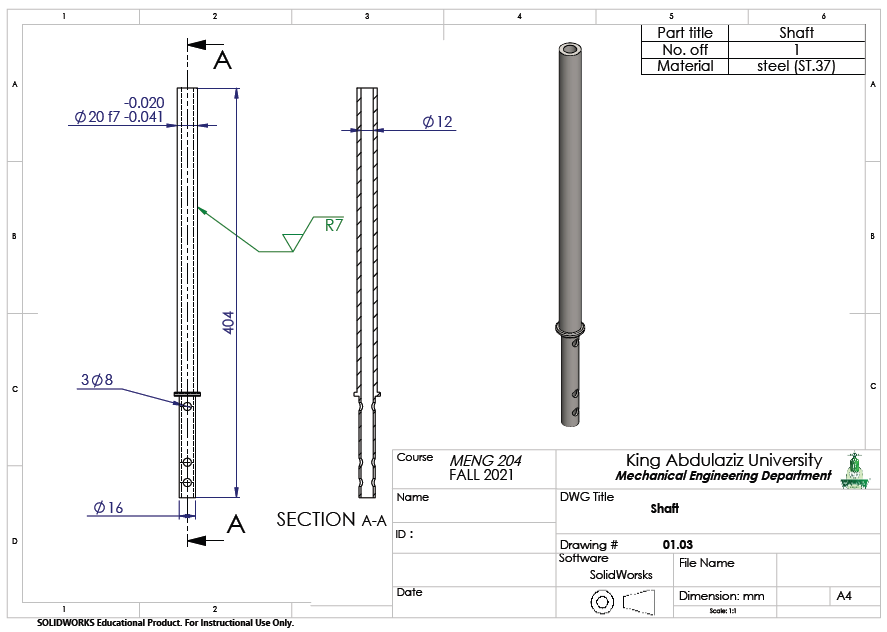 1 2 3 4 5 6
Part title Shaft
No. off 1
Material steel (ST.37)
A
A A
-0.020
Ø20 f7 -0.041
Ø12
R7
B B
404
3Ø8
C C
Ø16
A
SECTION A-A
D
Course MENG 204
FALL 2021
King Abdulaziz University
Mechanical Engineering Department
Name
DWG Title
Shaft
ID :
Drawing # 01.03
Software
SolidWorsks
File Name
Date
Dimension: mm
A4
Scale: 1:1
1 2
SOLIDWORKS Educational Product. For Instructional Use Only.